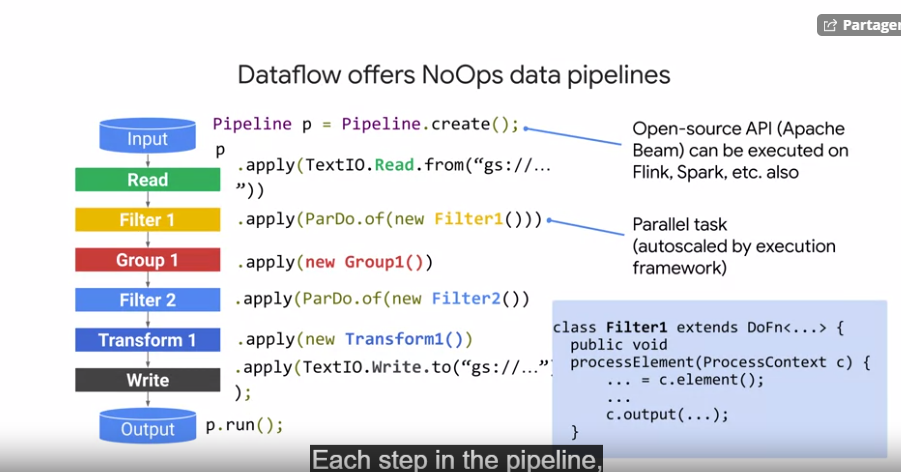 Partager
Dataflow offers NoOps data pipelines
Input
Read
Filter 1
Group 1
Filter 2
Transform 1
Write
Output
Pipeline p = Pipeline.create();
p
.apply(TextIO.Read.from(“gs://…
”))
.apply(ParDo.of(new Filter1()))
.apply(new Group1())
.apply(ParDo.of(new Filter2())
.apply(new Transform1())
.apply(TextIO.Write.to(“gs://…”)
);
p.run();
Open-source API (Apache
Beam) can be executed on
Flink, Spark, etc. also
Parallel task
(autoscaled by execution
framework)
class Filter1 extends DoFn<...> {
public void
processElement(ProcessContext c) {
... = c.element();
...
c.output(...);
}
Each step in the pipeline,